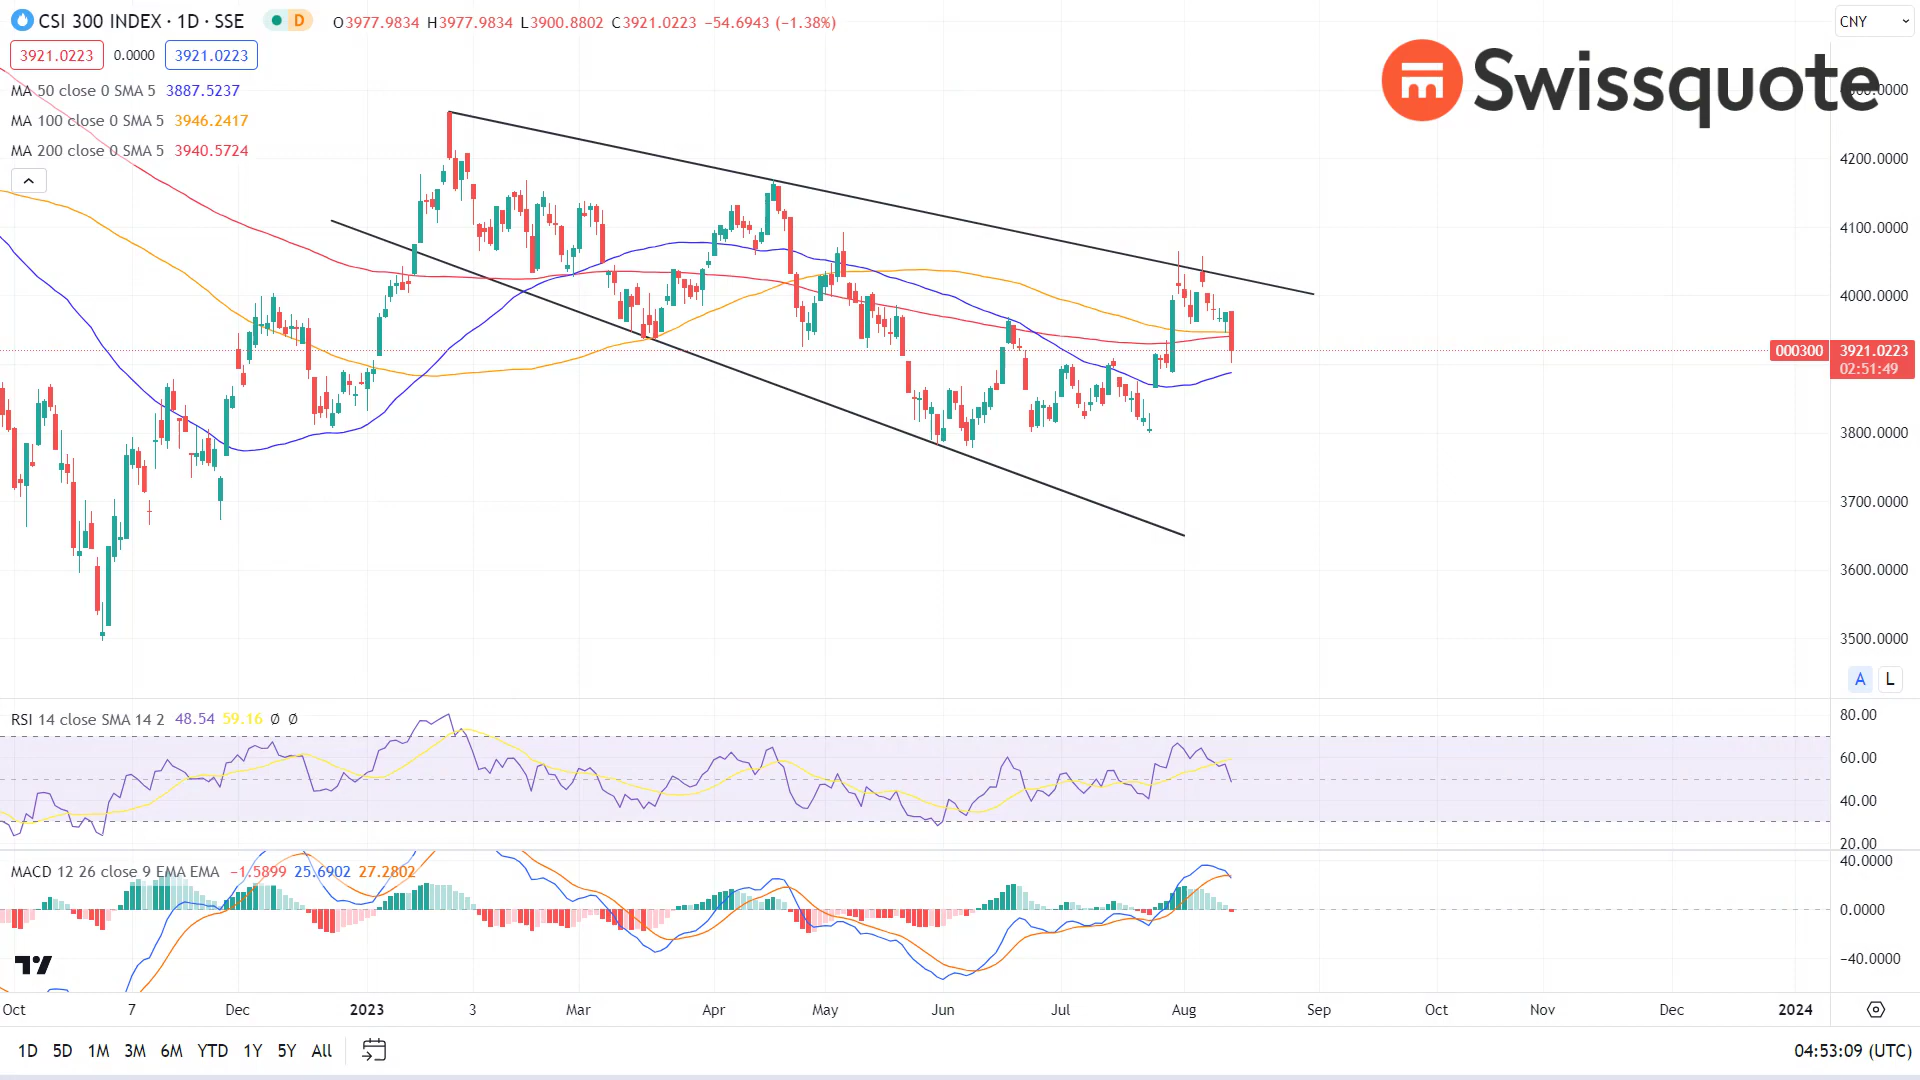 CSI 300 INDEX · 1D · SSE D O3977.9834 H3977.9834 L3900.8802 C3921.0223 −54.6943 (−1.38%)
CNY
3921.0223 0.0000 3921.0223
Swissquote
MA 50 close 0 SMA 5 3887.5237
MA 100 close 0 SMA 5 3946.2417
MA 200 close 0 SMA 5 3940.5724
4200.0000
4100.0000
4000.0000
000300 3921.0223
02:51:49
3800.0000
3700.0000
3600.0000
3500.0000
A L
RSI 14 close SMA 14 2 48.54 59.16 Ø Ø
80.00
60.00
40.00
20.00
MACD 12 26 close 9 EMA EMA −1.5899 25.6902 27.2802
40.0000
0.0000
−40.0000
Oct 7 Dec 2023 3 Mar Apr May Jun Jul Aug Sep Oct Nov Dec 2024
1D 5D 1M 3M 6M YTD 1Y 5Y All
04:53:09 (UTC)